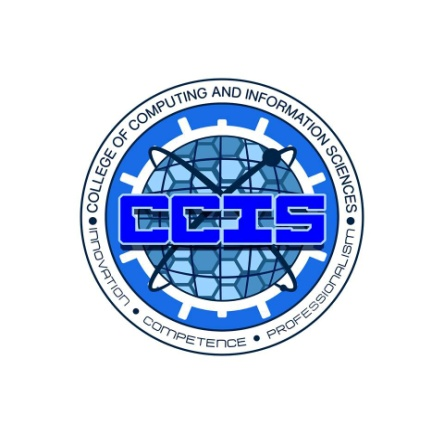 COLLEGE OF COMPUTING AND INFORMATION SCIENCES
CCIS
INNOVATION • COMPETENCE • PROFESSIONALISM